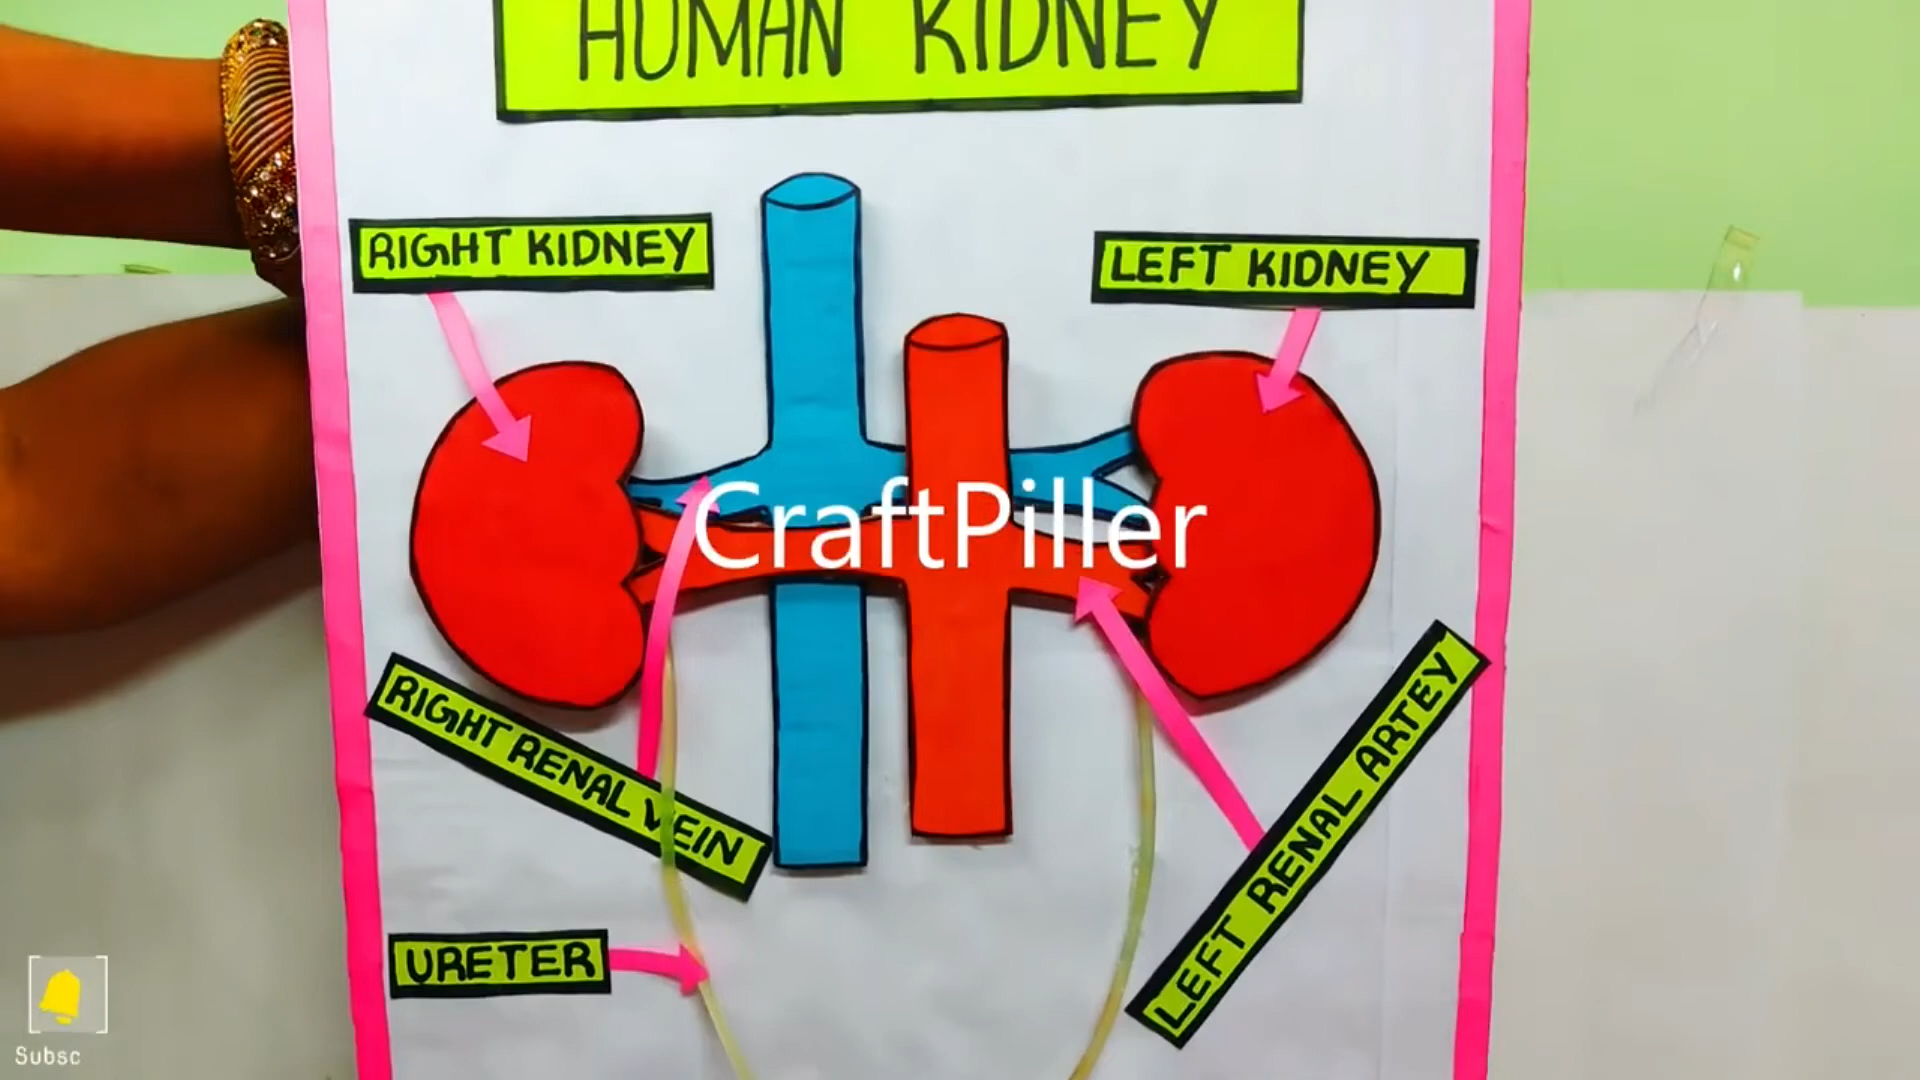 HUMAN KIDNEY
RIGHT KIDNEY
LEFT KIDNEY
CraftPiller
RIGHT RENAL VEIN
LEFT RENAL ARTEY
URETER
Subsc